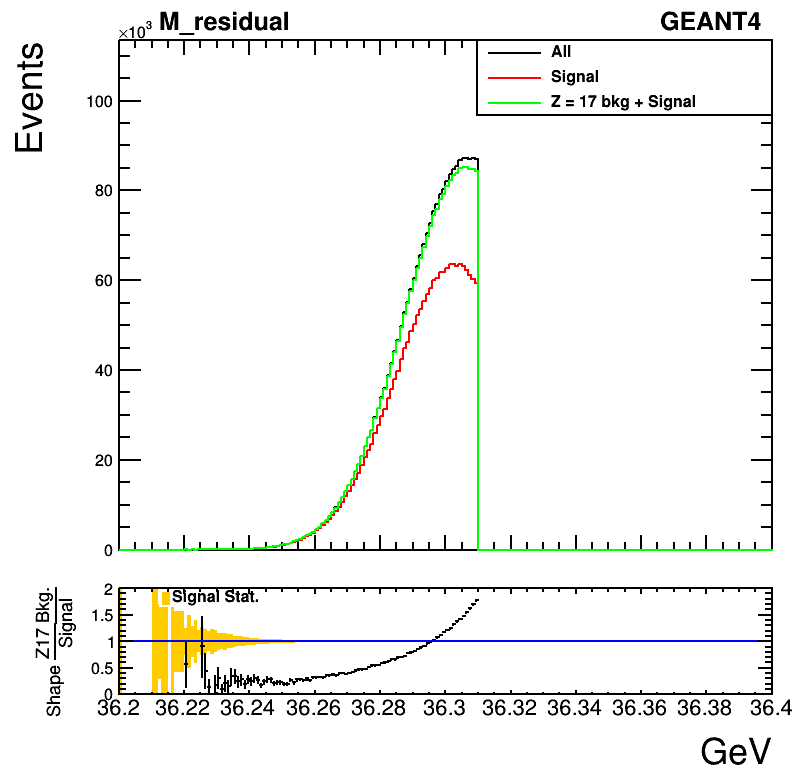 ×10³ M_residual GEANT4
Events
All
Signal
Z = 17 bkg + Signal
100
80
60
40
20
0
Signal Stat.
Shape Z17 Bkg.
Signal
2
1.5
1
0.5
0
36.2 36.22 36.24 36.26 36.28 36.3 36.32 36.34 36.36 36.38 36.4
GeV